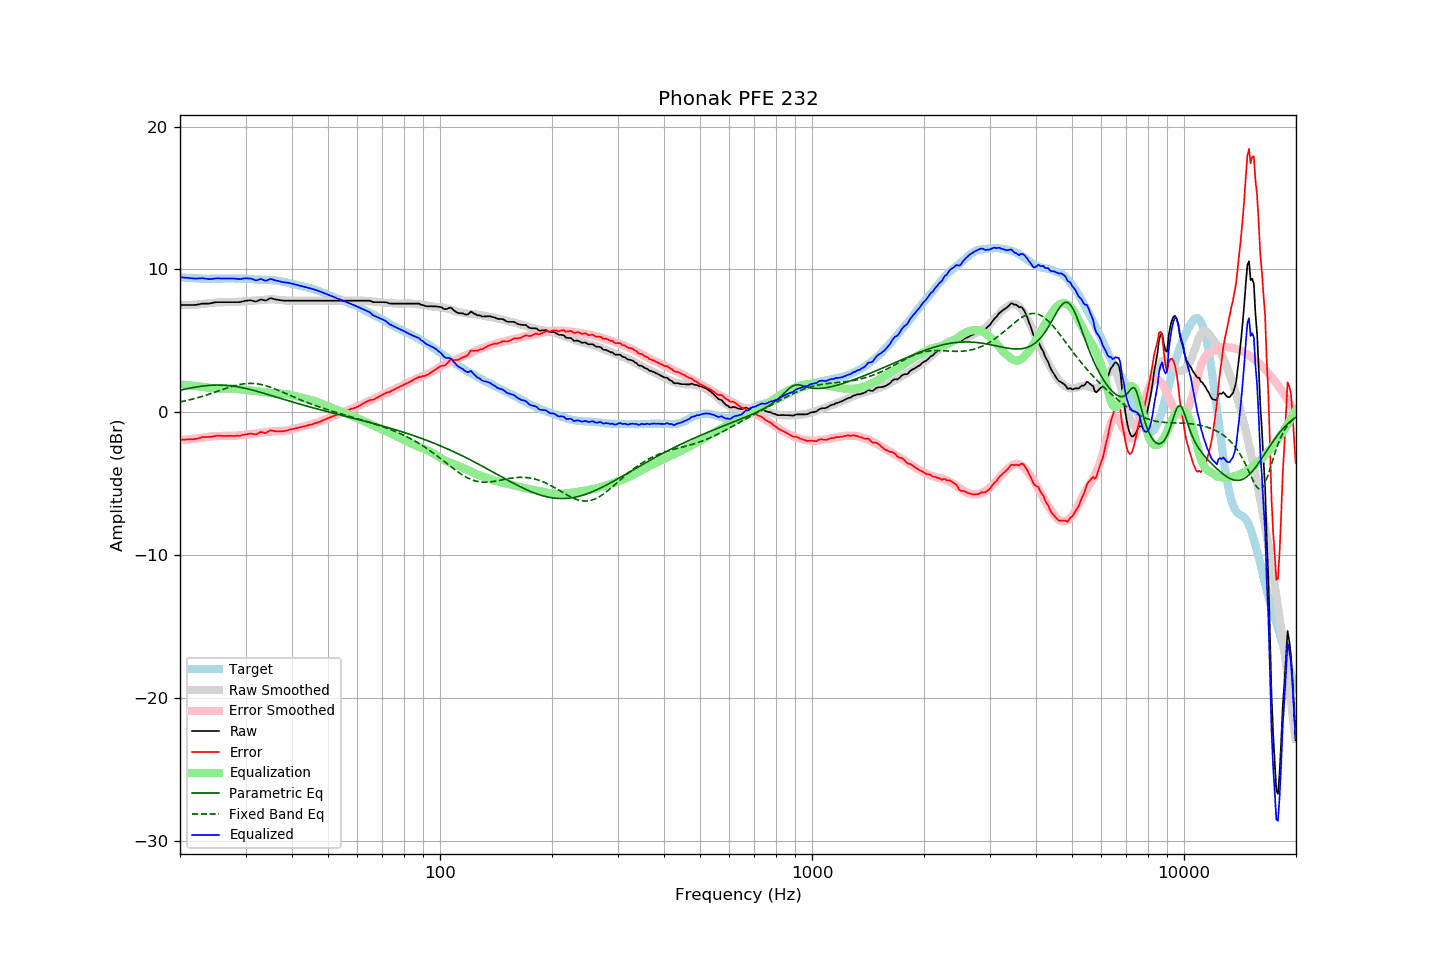 Phonak PFE 232
20
10
0
−10
−20
−30
Amplitude (dBr)
100
1000
10000
Frequency (Hz)
Target
Raw Smoothed
Error Smoothed
Raw
Error
Equalization
Parametric Eq
Fixed Band Eq
Equalized